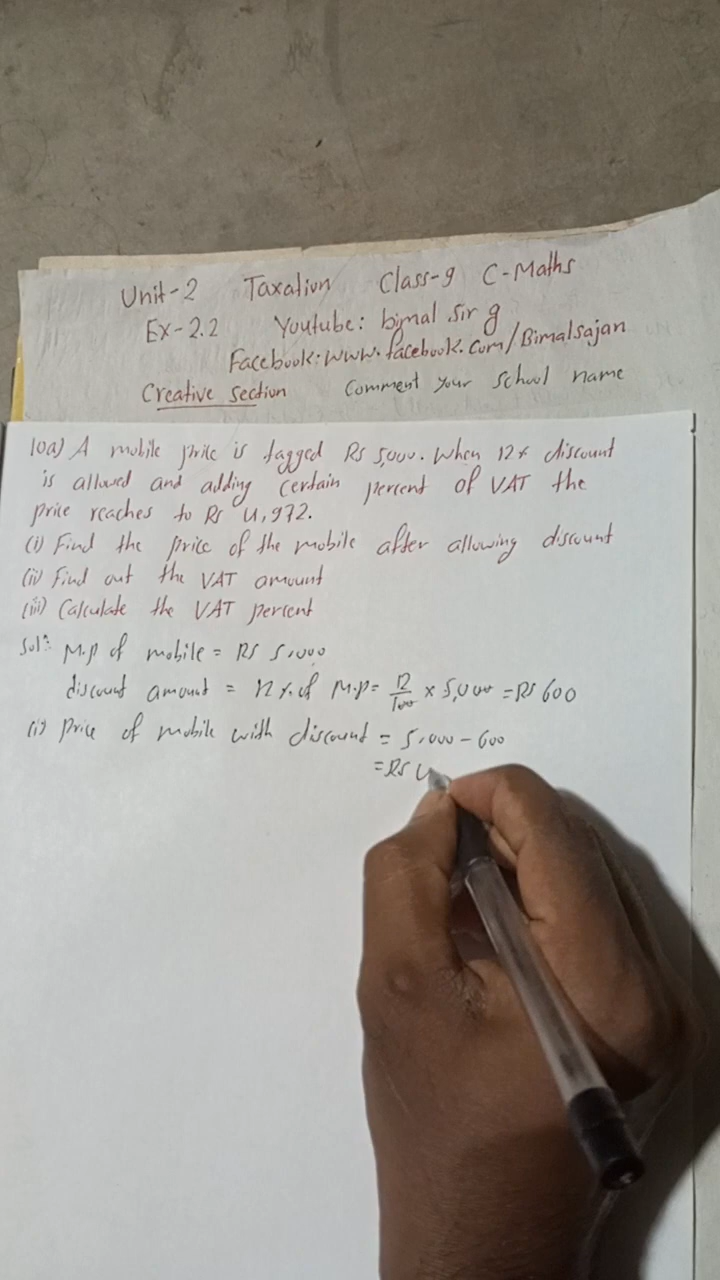 Unit-2 Taxation Class-9 C-Maths
Ex-2.2 Youtube: bimal sir g
Facebook: www.facebook.com/Bimalsajan
Creative section Comment your school name
10a) A mobile price is tagged Rs 5,000. When 12% discount
is allowed and adding certain percent of VAT the
price reaches to Rs 4,972.
(i) Find the price of the mobile after allowing discount
(ii) Find out the VAT amount
(iii) Calculate the VAT percent
Solⁿ: M.P of mobile = Rs 5,000
discount amount = 12% of M.P = 12/100 × 5,000 = Rs 600
(i) Price of mobile with discount = 5,000 - 600
= Rs 4